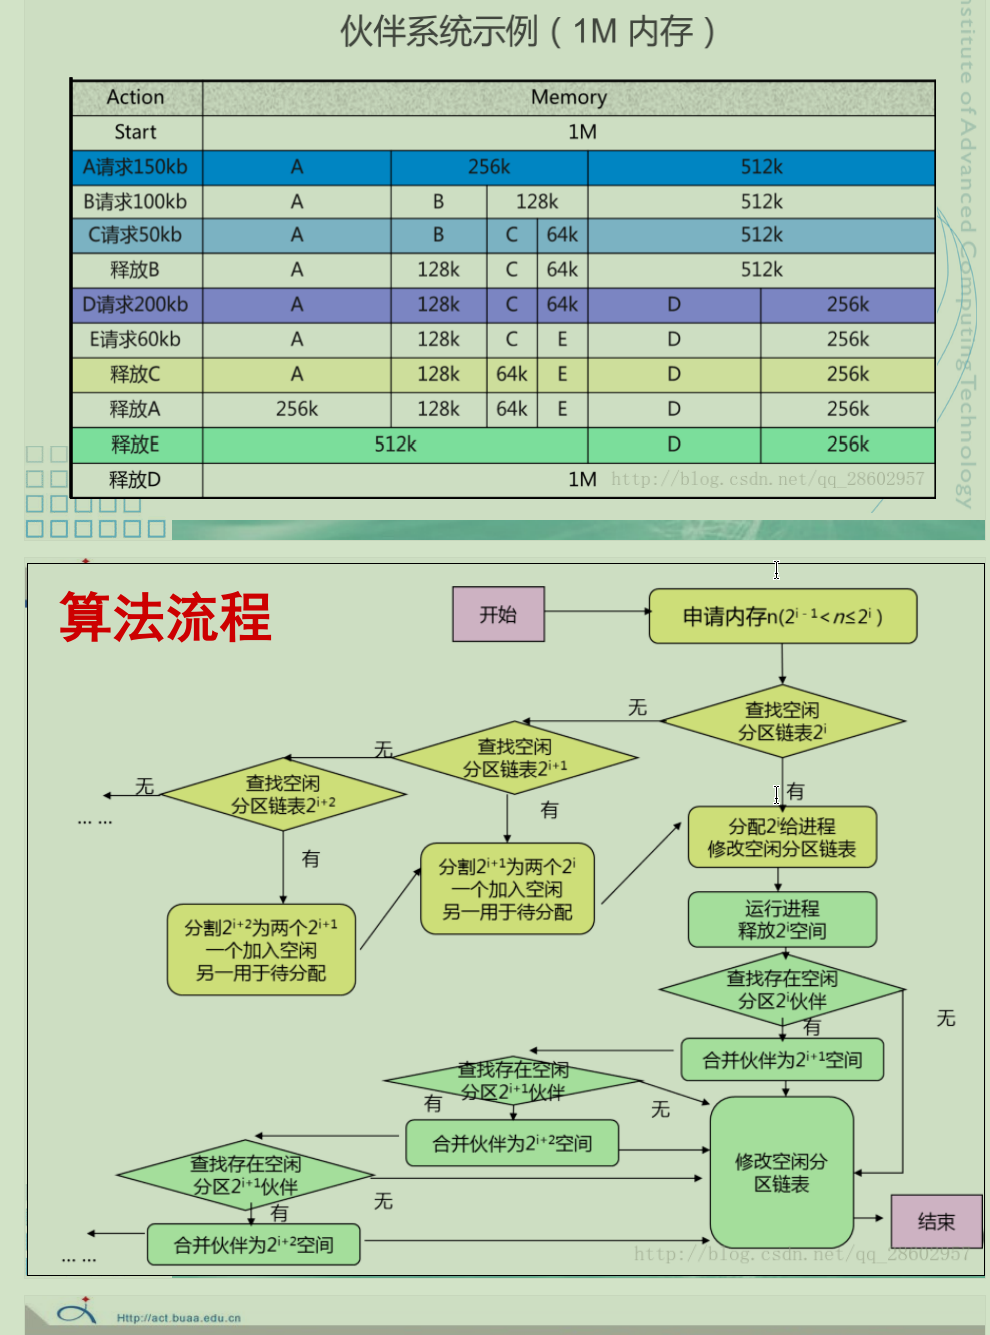 伙伴系统示例（1M 内存）
Action Memory
Start 1M
A请求150kb A 256k 512k
B请求100kb A B 128k 512k
C请求50kb A B C 64k 512k
释放B A 128k C 64k 512k
D请求200kb A 128k C 64k D 256k
E请求60kb A 128k C E D 256k
释放C A 128k 64k E D 256k
释放A 256k 128k 64k E D 256k
释放E 512k D 256k
释放D 1M
http://blog.csdn.net/qq_28602957
nstitute of Advanced Computing Technology
算法流程
开始
申请内存n(2^{i-1}<n≤2^i)
查找空闲
分区链表2^i
无
有
查找空闲
分区链表2^{i+1}
无
有
查找空闲
分区链表2^{i+2}
无
... ...
有
分配2^i给进程
修改空闲分区链表
分割2^{i+1}为两个2^i
一个加入空闲
另一用于待分配
分割2^{i+2}为两个2^{i+1}
一个加入空闲
另一用于待分配
运行进程
释放2^i空间
查找存在空闲
分区2^i伙伴
无
有
合并伙伴为2^{i+1}空间
查找存在空闲
分区2^{i+1}伙伴
有
无
合并伙伴为2^{i+2}空间
查找存在空闲
分区2^{i+1}伙伴
无
有
合并伙伴为2^{i+2}空间
... ...
修改空闲分
区链表
结束
http://blog.csdn.net/qq_28602957
Http://act.buaa.edu.cn